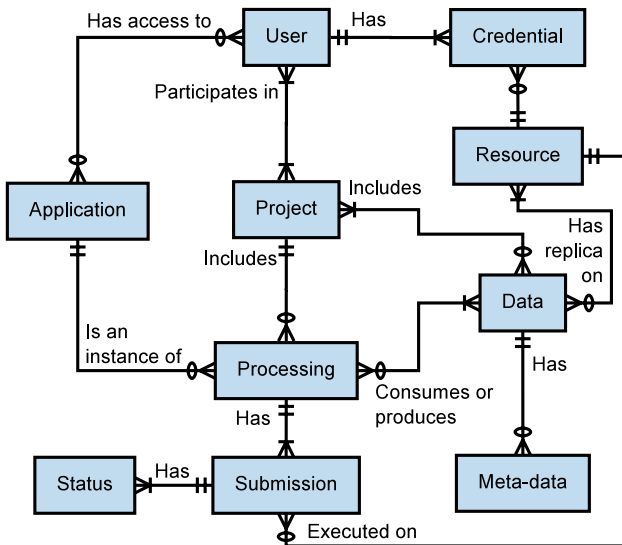 Has access to
User
Has
Credential
Participates in
Resource
Application
Project
Includes
Has
replica
on
Includes
Data
Is an
instance of
Processing
Consumes or
produces
Has
Has
Status
Has
Submission
Meta-data
Executed on